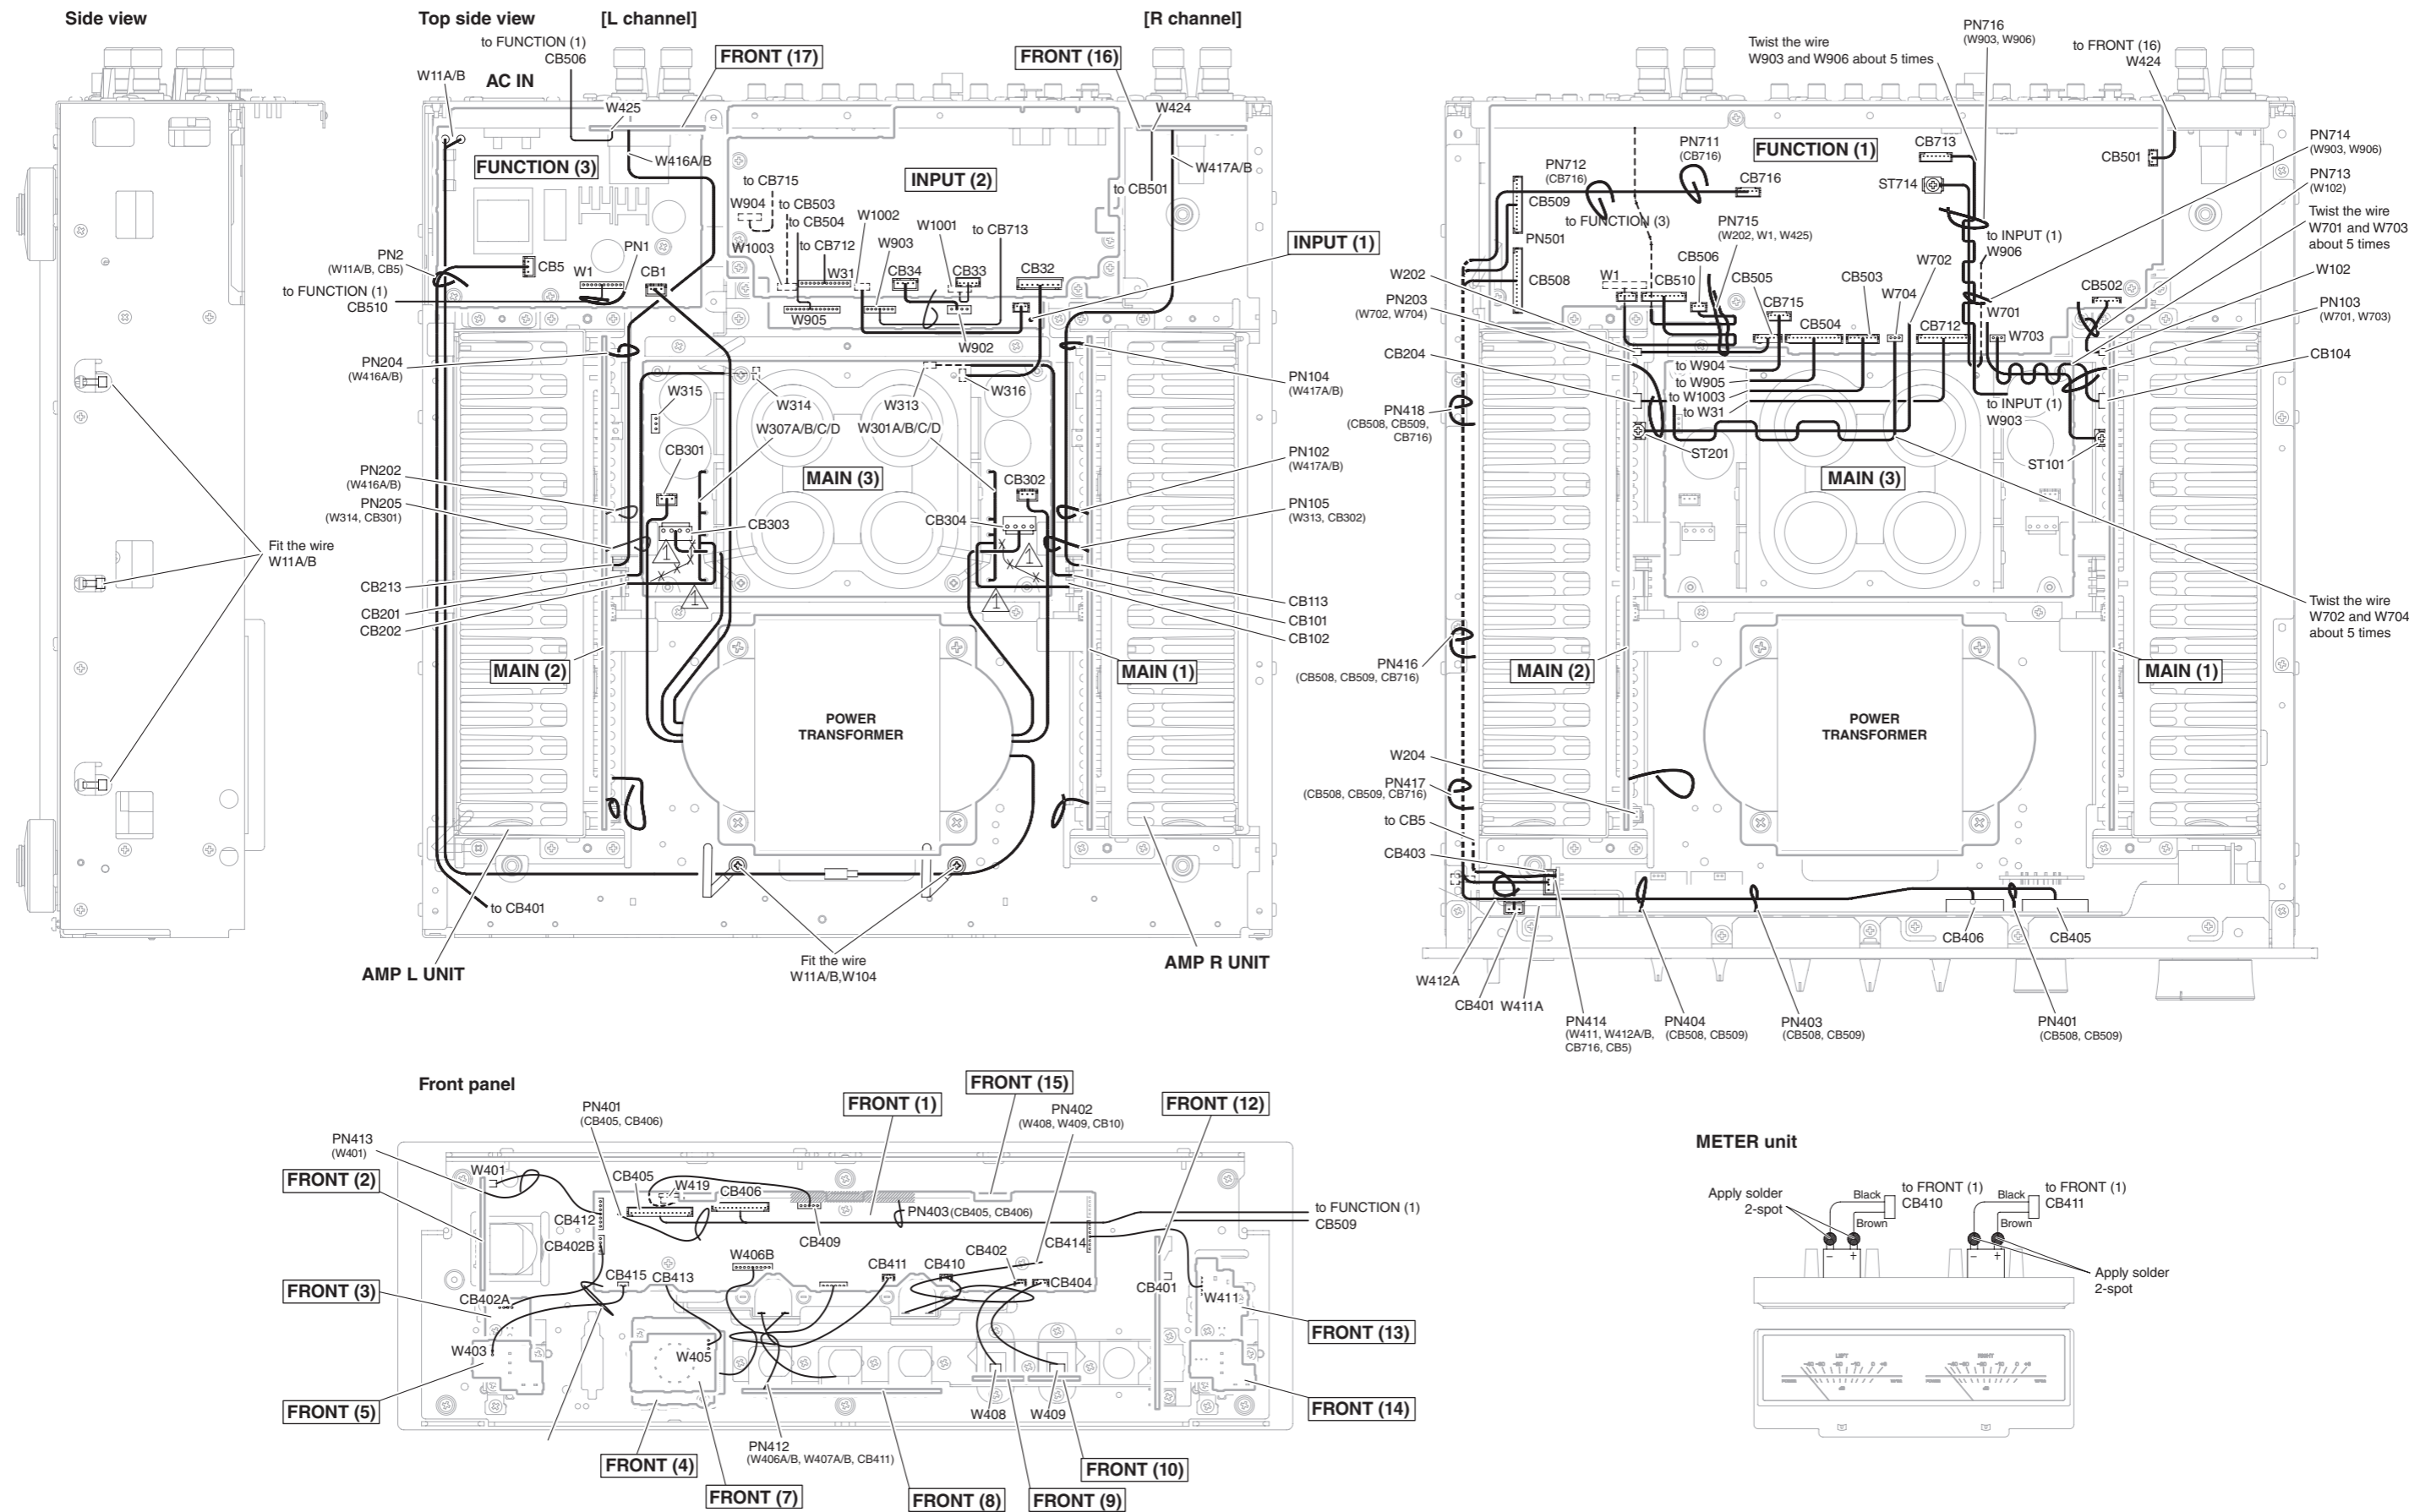 Side view
Top side view
[L channel]
[R channel]
to FUNCTION (1)
CB506
W11A/B
AC IN
FRONT (17)
FRONT (16)
W425
W424
FUNCTION (3)
W416A/B
INPUT (2)
W417A/B
to CB715
to CB501
W904
to CB503
to CB504
W1002
W1001
to CB713
W1003
to CB712
W903
INPUT (1)
PN2
(W11A/B, CB5)
CB5
PN1
W1
CB1
W31
CB34
CB33
CB32
to FUNCTION (1)
CB510
W905
W902
PN204
(W416A/B)
PN104
(W417A/B)
W315
W314
W313
W316
W307A/B/C/D
W301A/B/C/D
CB301
PN102
(W417A/B)
PN202
(W416A/B)
MAIN (3)
CB302
PN205
(W314, CB301)
PN105
(W313, CB302)
CB303
CB304
Fit the wire
W11A/B
1
1
1
1
CB213
CB201
CB202
CB113
CB101
CB102
MAIN (2)
MAIN (1)
POWER
TRANSFORMER
to CB401
AMP L UNIT
Fit the wire
W11A/B,W104
AMP R UNIT
PN716
(W903, W906)
Twist the wire
W903 and W906 about 5 times
to FRONT (16)
W424
PN711
(CB716)
FUNCTION (1)
CB713
CB501
PN714
(W903, W906)
PN712
(CB716)
CB716
ST714
PN713
(W102)
CB509
to FUNCTION (3)
PN715
(W202, W1, W425)
Twist the wire
W701 and W703
about 5 times
PN501
to INPUT (1)
W906
W202
CB508
W1
CB510
CB506
CB505
CB503
W702
W102
PN203
(W702, W704)
CB715
W704
W701
CB502
PN103
(W701, W703)
CB504
CB712
W703
CB204
CB104
to W904
to W905
to W1003
to W31
PN418
(CB508, CB509,
CB716)
to INPUT (1)
W903
ST201
ST101
MAIN (3)
Twist the wire
W702 and W704
about 5 times
PN416
(CB508, CB509, CB716)
MAIN (2)
MAIN (1)
POWER
TRANSFORMER
W204
PN417
(CB508, CB509, CB716)
to CB5
CB403
CB406
CB405
W412A
CB401
W411A
PN414
(W411, W412A/B,
CB716, CB5)
PN404
(CB508, CB509)
PN403
(CB508, CB509)
PN401
(CB508, CB509)
Front panel
FRONT (15)
PN401
(CB405, CB406)
FRONT (1)
PN402
(W408, W409, CB10)
FRONT (12)
PN413
(W401)
W401
FRONT (2)
CB405
W419
CB406
CB412
PN403 (CB405, CB406)
to FUNCTION (1)
CB509
CB402B
CB409
CB414
W406B
CB402
CB415
CB413
CB411
CB410
CB404
CB401
FRONT (3)
CB402A
W411
W403
W405
FRONT (13)
FRONT (5)
W408
W409
FRONT (14)
PN412
(W406A/B, W407A/B, CB411)
FRONT (4)
FRONT (10)
FRONT (7)
FRONT (8)
FRONT (9)
METER unit
Apply solder
2-spot
Black
to FRONT (1)
CB410
Brown
Black
to FRONT (1)
CB411
Brown
− +
− +
Apply solder
2-spot
LEFT
RIGHT